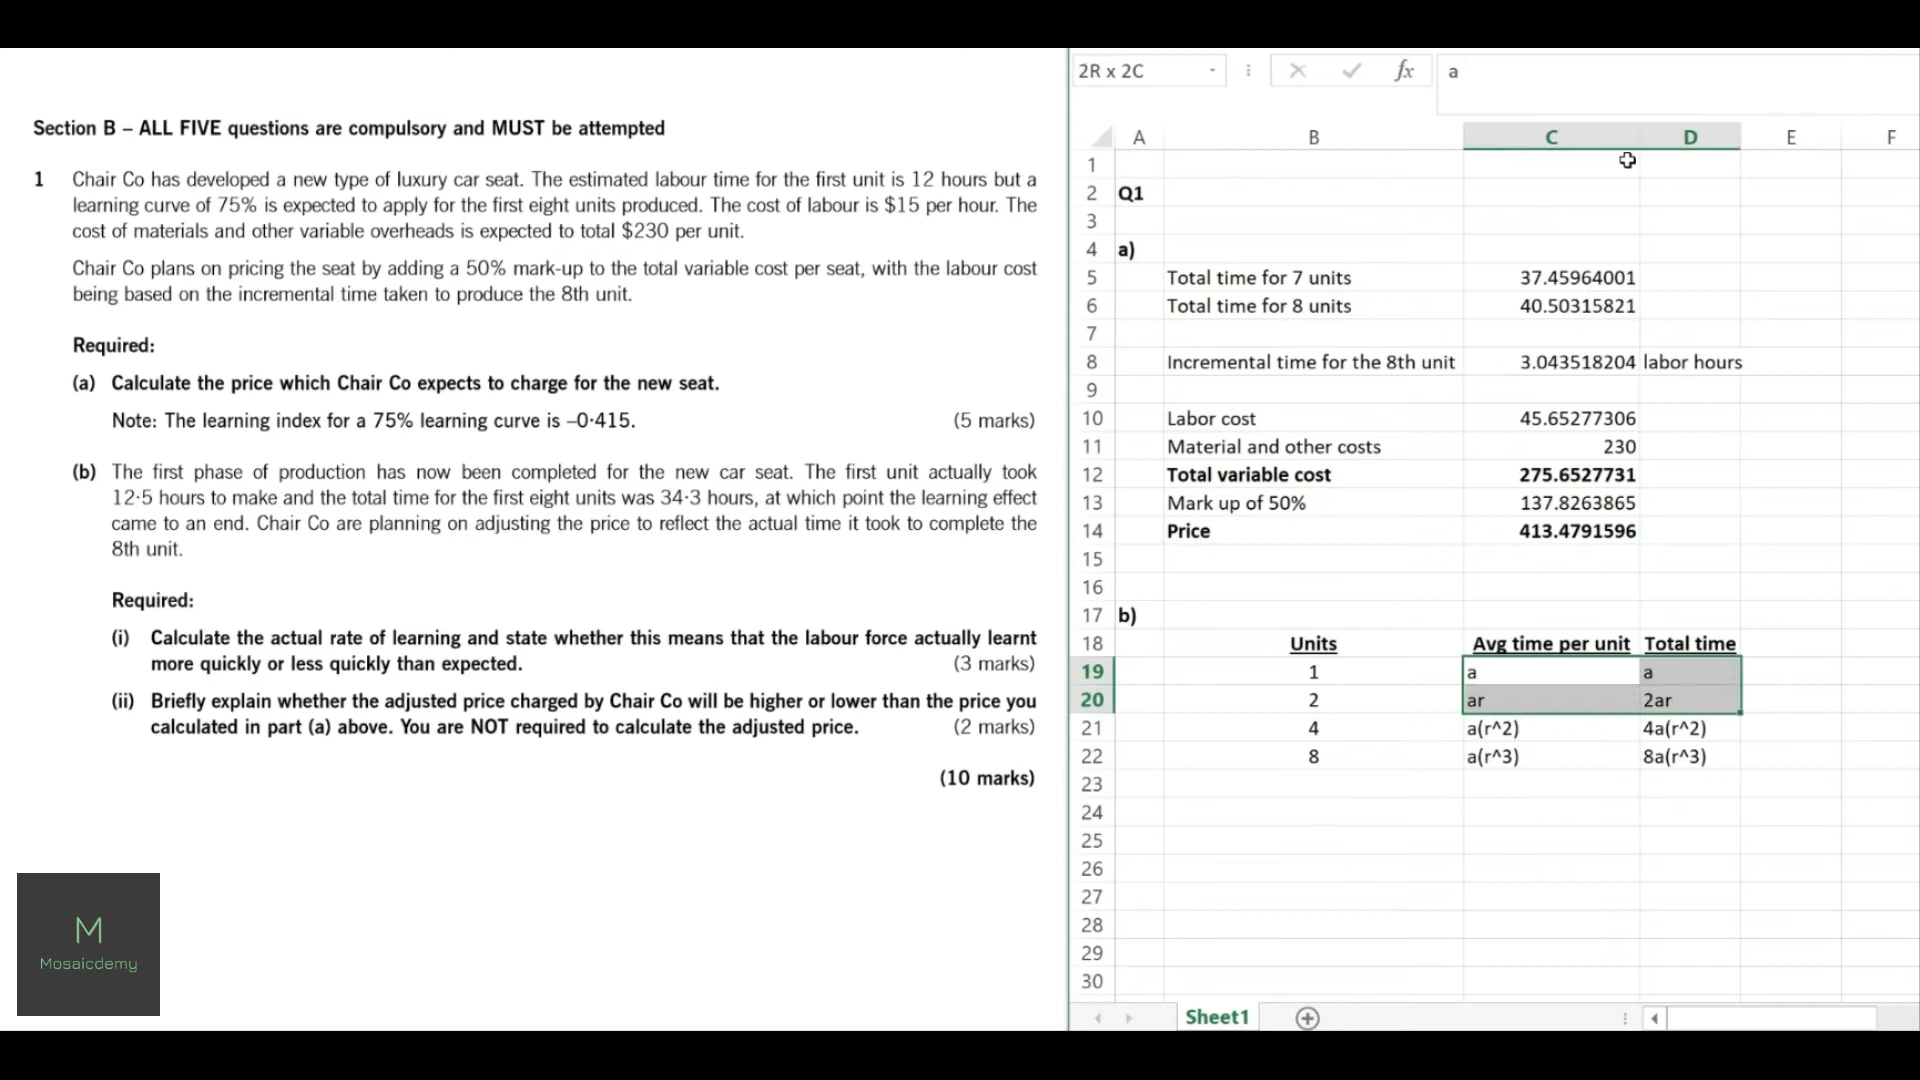 Section B – ALL FIVE questions are compulsory and MUST be attempted
1 Chair Co has developed a new type of luxury car seat. The estimated labour time for the first unit is 12 hours but a
learning curve of 75% is expected to apply for the first eight units produced. The cost of labour is $15 per hour. The
cost of materials and other variable overheads is expected to total $230 per unit.
Chair Co plans on pricing the seat by adding a 50% mark-up to the total variable cost per seat, with the labour cost
being based on the incremental time taken to produce the 8th unit.
Required:
(a) Calculate the price which Chair Co expects to charge for the new seat.
Note: The learning index for a 75% learning curve is –0·415. (5 marks)
(b) The first phase of production has now been completed for the new car seat. The first unit actually took
12·5 hours to make and the total time for the first eight units was 34·3 hours, at which point the learning effect
came to an end. Chair Co are planning on adjusting the price to reflect the actual time it took to complete the
8th unit.
Required:
(i) Calculate the actual rate of learning and state whether this means that the labour force actually learnt
more quickly or less quickly than expected. (3 marks)
(ii) Briefly explain whether the adjusted price charged by Chair Co will be higher or lower than the price you
calculated in part (a) above. You are NOT required to calculate the adjusted price. (2 marks)
(10 marks)
M
Mosaicdemy
2R x 2C fx a
A B C D E F
1
2 Q1
3
4 a)
5 Total time for 7 units 37.45964001
6 Total time for 8 units 40.50315821
7
8 Incremental time for the 8th unit 3.043518204 labor hours
9
10 Labor cost 45.65277306
11 Material and other costs 230
12 Total variable cost 275.6527731
13 Mark up of 50% 137.8263865
14 Price 413.4791596
15
16
17 b)
18 Units Avg time per unit Total time
19 1 a a
20 2 ar 2ar
21 4 a(r^2) 4a(r^2)
22 8 a(r^3) 8a(r^3)
23
24
25
26
27
28
29
30
Sheet1